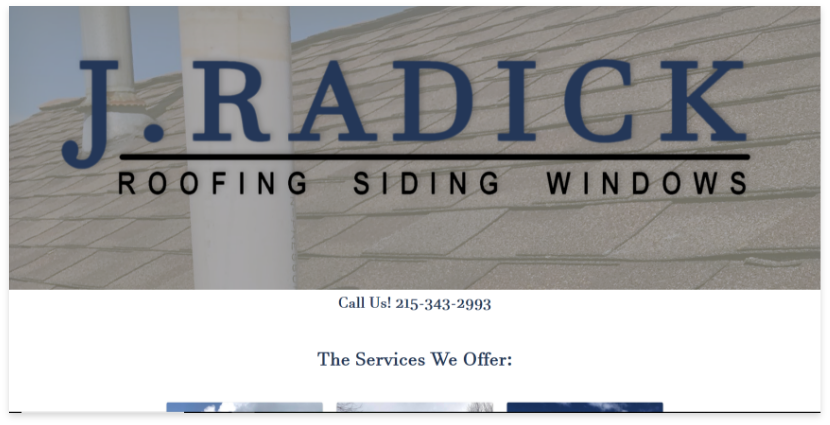 J.RADICK
ROOFING SIDING WINDOWS
Call Us! 215-343-2993
The Services We Offer: